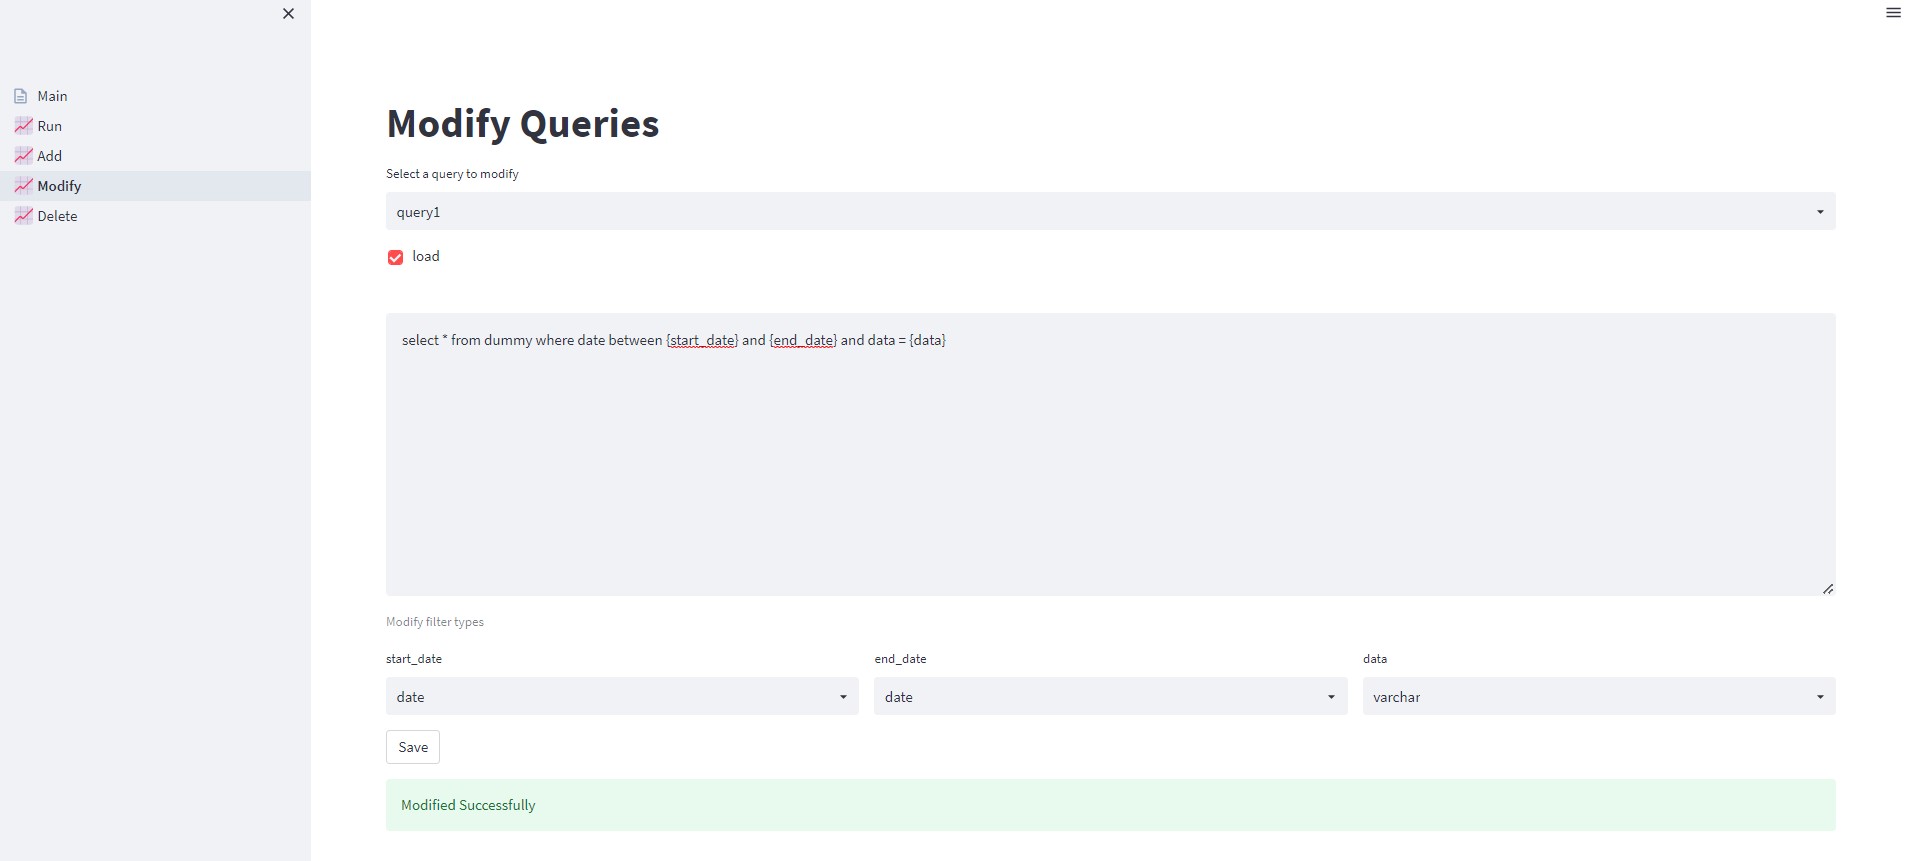 Main
Run
Add
Modify
Delete
Modify Queries
Select a query to modify
query1
load
select * from dummy where date between {start_date} and {end_date} and data = {data}
Modify filter types
start_date end_date data
date date varchar
Save
Modified Successfully